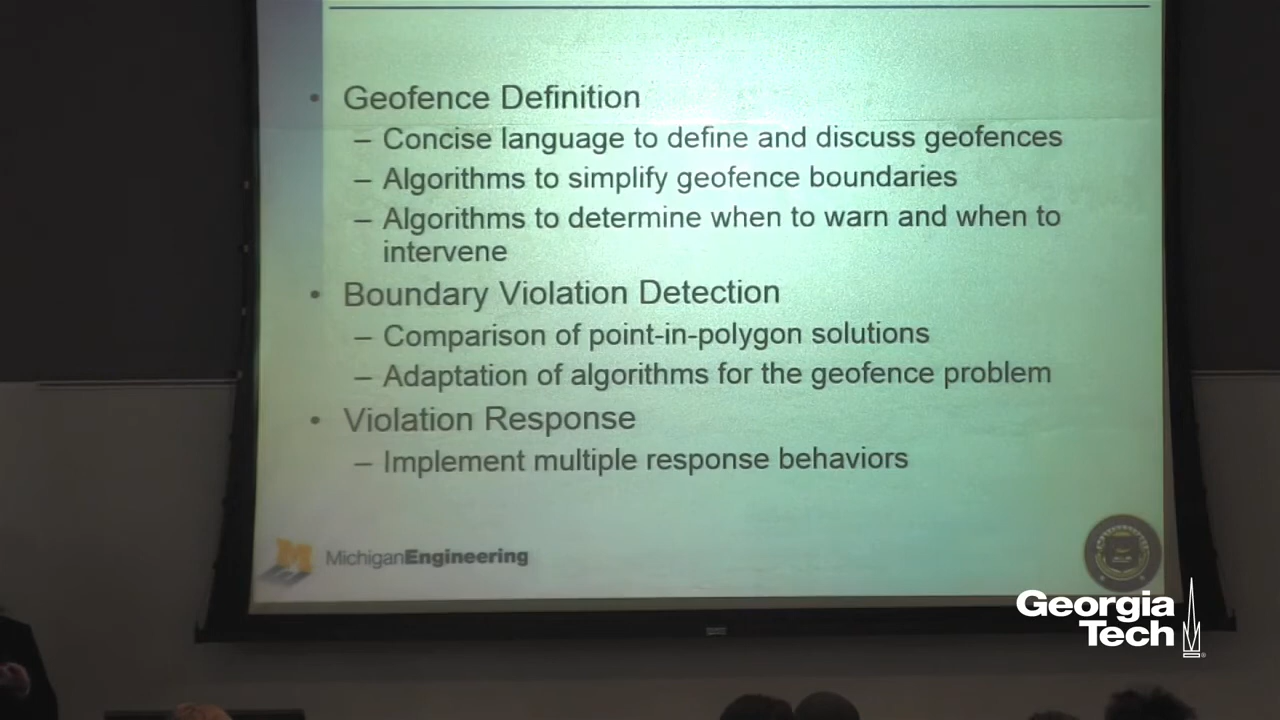 • Geofence Definition
– Concise language to define and discuss geofences
– Algorithms to simplify geofence boundaries
– Algorithms to determine when to warn and when to
intervene
• Boundary Violation Detection
– Comparison of point-in-polygon solutions
– Adaptation of algorithms for the geofence problem
• Violation Response
– Implement multiple response behaviors
M MichiganEngineering
Georgia
Tech